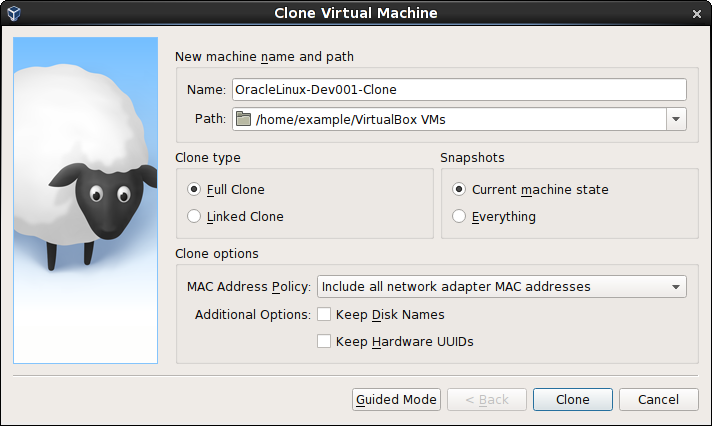 Clone Virtual Machine
New machine name and path
Name: OracleLinux-Dev001-Clone
Path: /home/example/VirtualBox VMs
Clone type
Full Clone
Linked Clone
Snapshots
Current machine state
Everything
Clone options
MAC Address Policy: Include all network adapter MAC addresses
Additional Options: Keep Disk Names
Keep Hardware UUIDs
Guided Mode < Back Clone Cancel